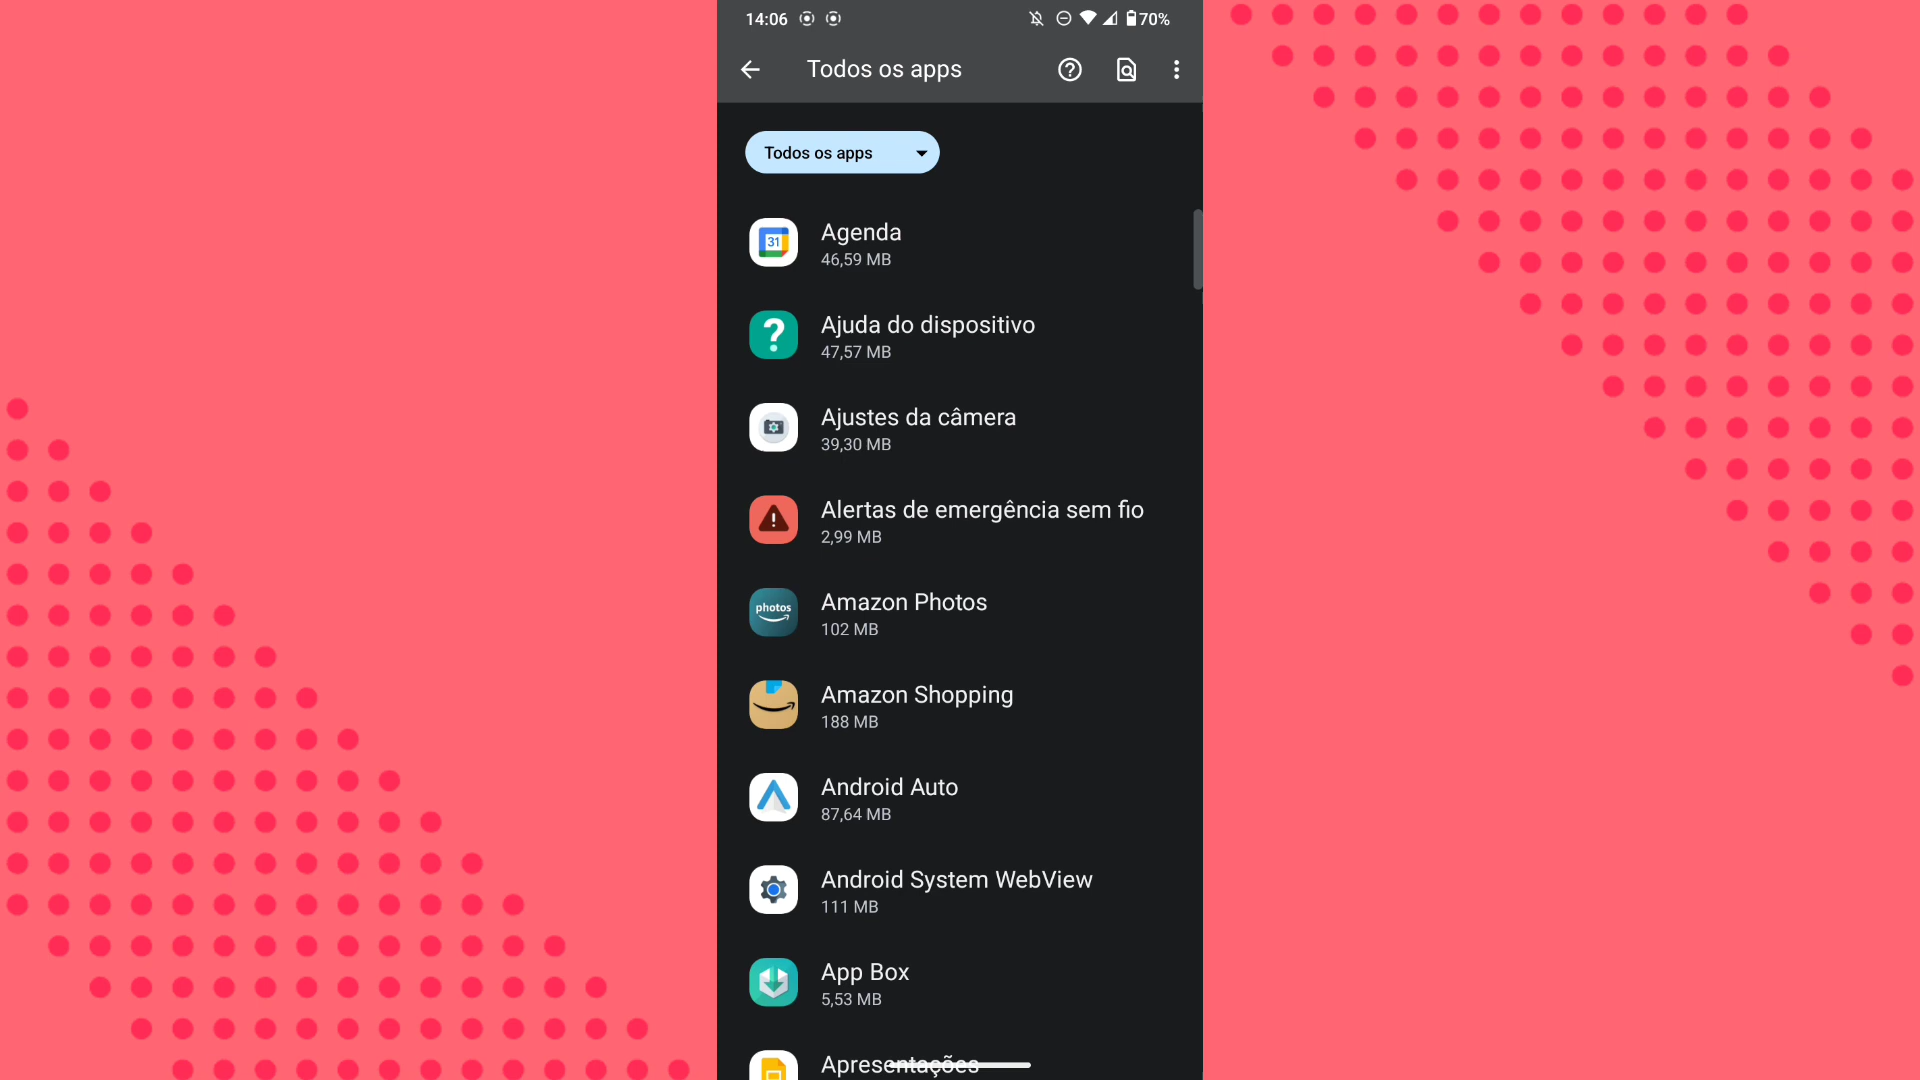 14:06
70%
Todos os apps
Todos os apps
31
Agenda
46,59 MB
Ajuda do dispositivo
47,57 MB
Ajustes da câmera
39,30 MB
Alertas de emergência sem fio
2,99 MB
photos
Amazon Photos
102 MB
Amazon Shopping
188 MB
Android Auto
87,64 MB
Android System WebView
111 MB
App Box
5,53 MB
Apresentações